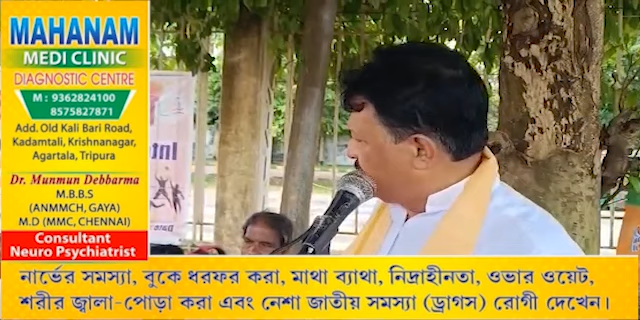 MAHANAM
MEDI CLINIC
DIAGNOSTIC CENTRE
M : 9362824100
8575827871
Add. Old Kali Bari Road,
Kadamtali, Krishnanagar,
Agartala, Tripura
Dr. Munmun Debbarma
M.B.B.S
(ANMMCH, GAYA)
M.D (MMC, CHENNAI)
Consultant
Neuro Psychiatrist
Int
নার্ভের সমস্যা, বুকে ধরফর করা, মাথা ব্যাথা, নিদ্রাহীনতা, ওভার ওয়েট,
শরীর জ্বালা-পোড়া করা এবং নেশা জাতীয় সমস্যা (ড্রাগস) রোগী দেখেন।